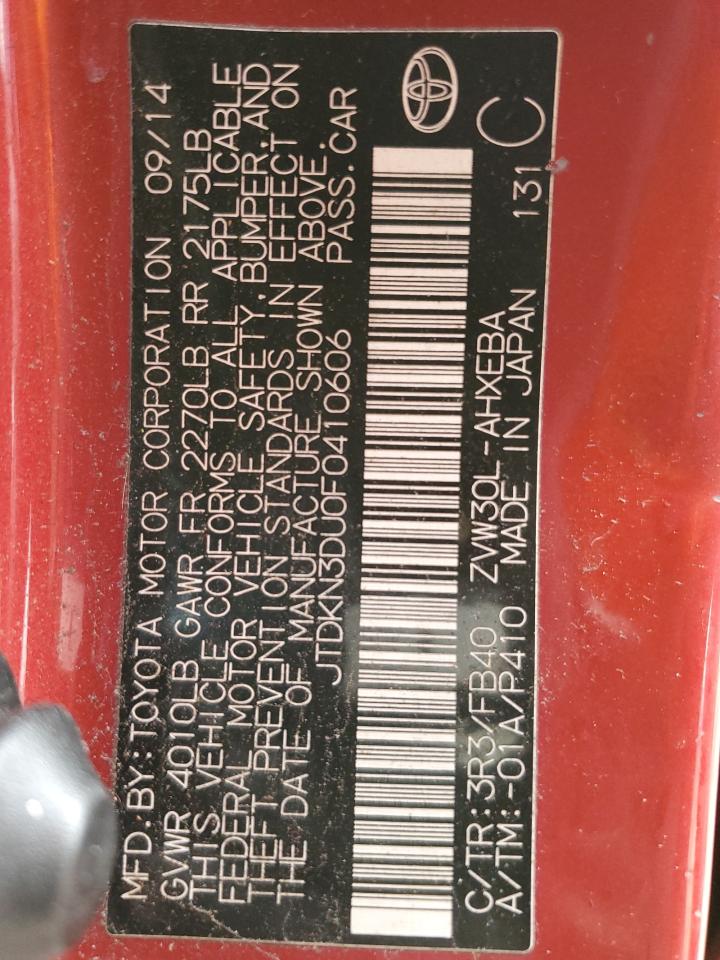 MFD. BY: TOYOTA MOTOR CORPORATION 09/14
GVWR 4010LB GAWR FR 2270LB RR 2175LB
THIS VEHICLE CONFORMS TO ALL APPLICABLE
FEDERAL MOTOR VEHICLE SAFETY, BUMPER, AND
THEFT PREVENTION STANDARDS IN EFFECT ON
THE DATE OF MANUFACTURE SHOWN ABOVE.
JTDKN3DU0F0410606 PASS. CAR
C/TR: 3R3/FB40 ZVW30L-AHXEBA
A/TM: -01A/P410 MADE IN JAPAN 131 C